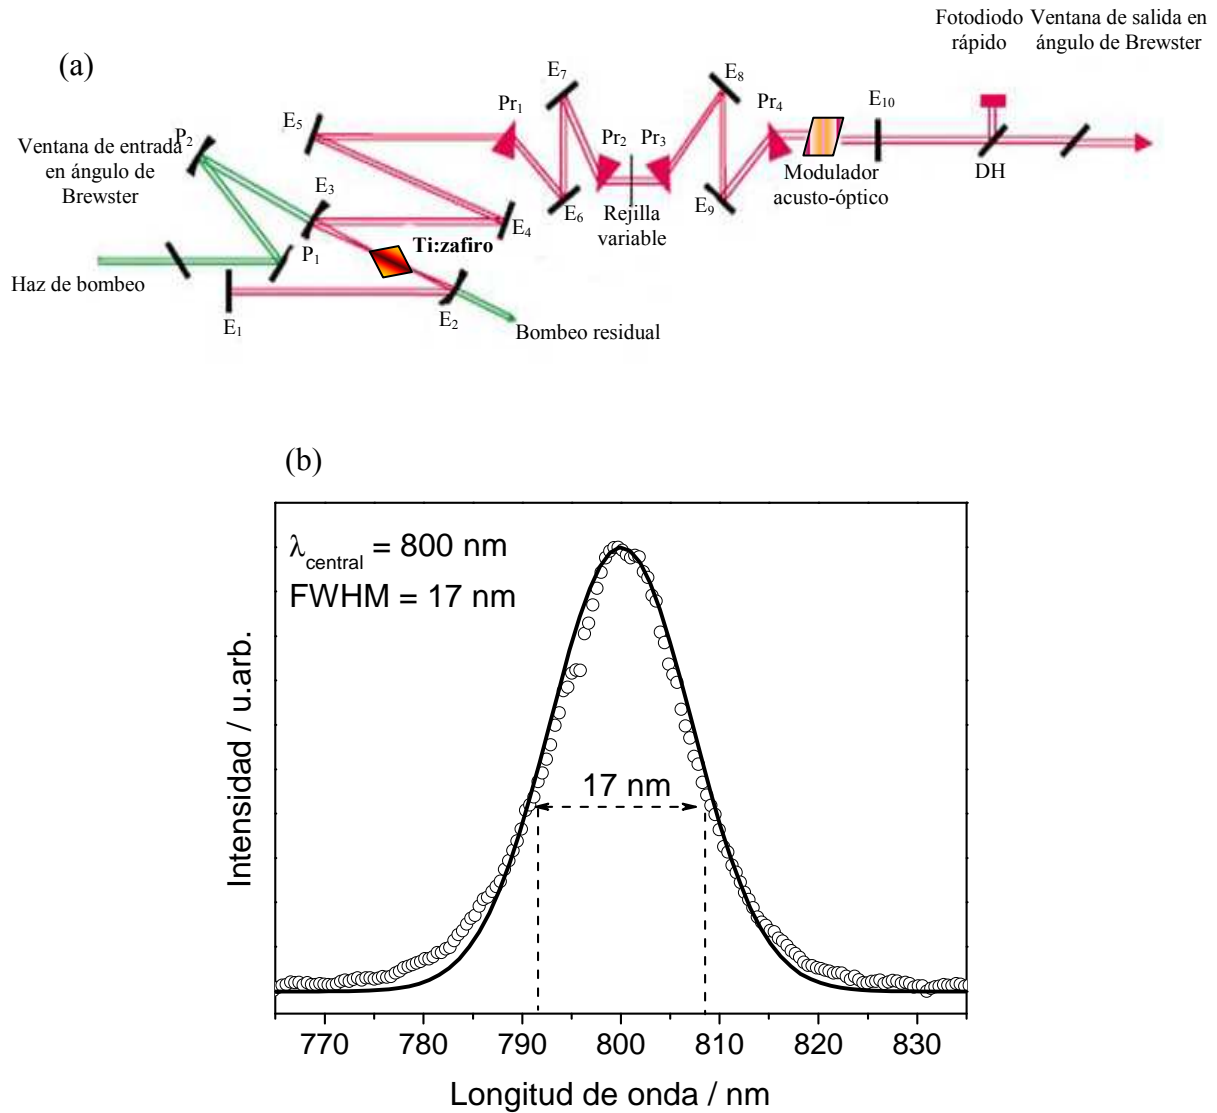 (a)
Fotodiodo
rápido
Ventana de salida en
ángulo de Brewster
E7
E8
Pr1
Pr4
E10
E5
P2
Ventana de entrada
en ángulo de
Brewster
Pr2
Pr3
DH
Modulador
acusto-óptico
E3
E6
Rejilla
variable
E9
E4
P1
Ti:zafiro
Haz de bombeo
E1
E2
Bombeo residual
(b)
λcentral = 800 nm
FWHM = 17 nm
17 nm
Intensidad / u.arb.
770 780 790 800 810 820 830
Longitud de onda / nm